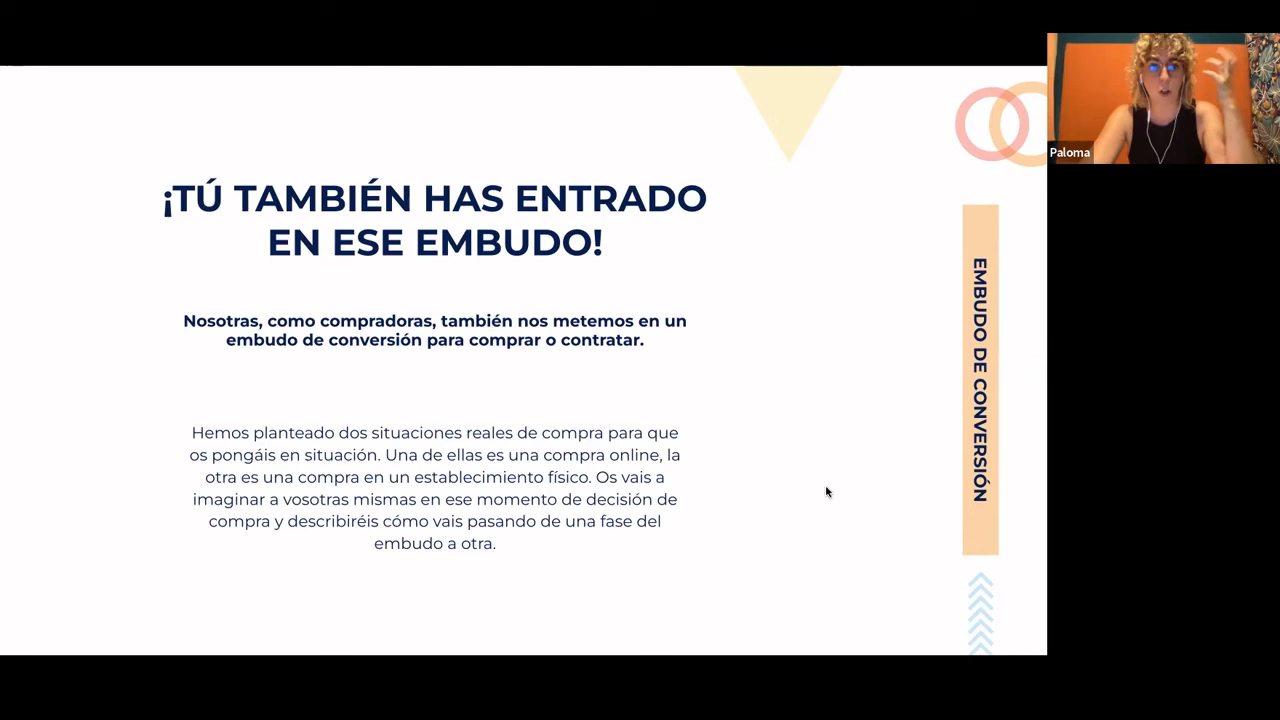 ¡TÚ TAMBIÉN HAS ENTRADO
EN ESE EMBUDO!
Nosotras, como compradoras, también nos metemos en un
embudo de conversión para comprar o contratar.
Hemos planteado dos situaciones reales de compra para que
os pongáis en situación. Una de ellas es una compra online, la
otra es una compra en un establecimiento físico. Os vais a
imaginar a vosotras mismas en ese momento de decisión de
compra y describiréis cómo vais pasando de una fase del
embudo a otra.
EMBUDO DE CONVERSIÓN
Paloma